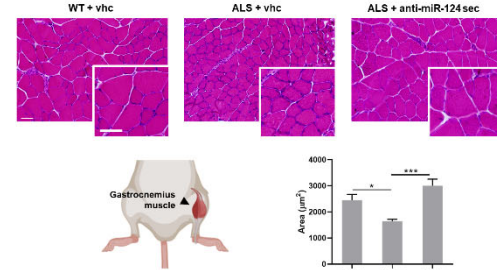 WT + vhc
ALS + vhc
ALS + anti-miR-124 sec
Gastrocnemius
muscle
Area (µm²)
4000
3000
2000
1000
0
*
***